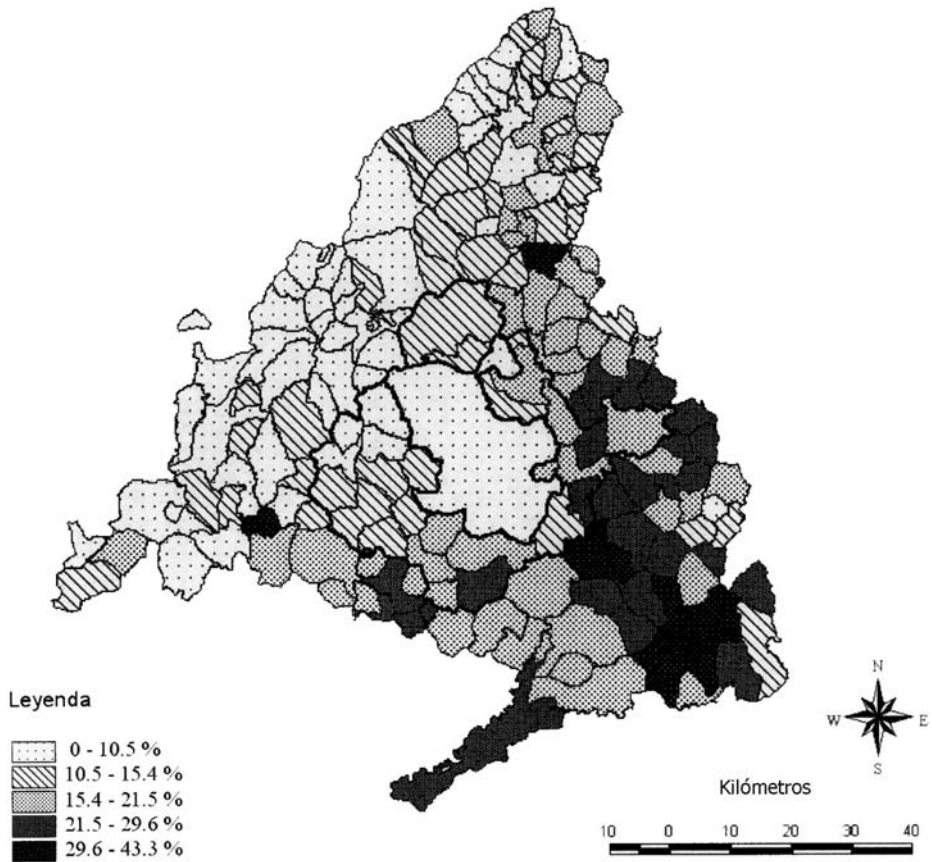 Leyenda
0 - 10.5 %
10.5 - 15.4 %
15.4 - 21.5 %
21.5 - 29.6 %
29.6 - 43.3 %
N
W E
S
Kilómetros
10 0 10 20 30 40